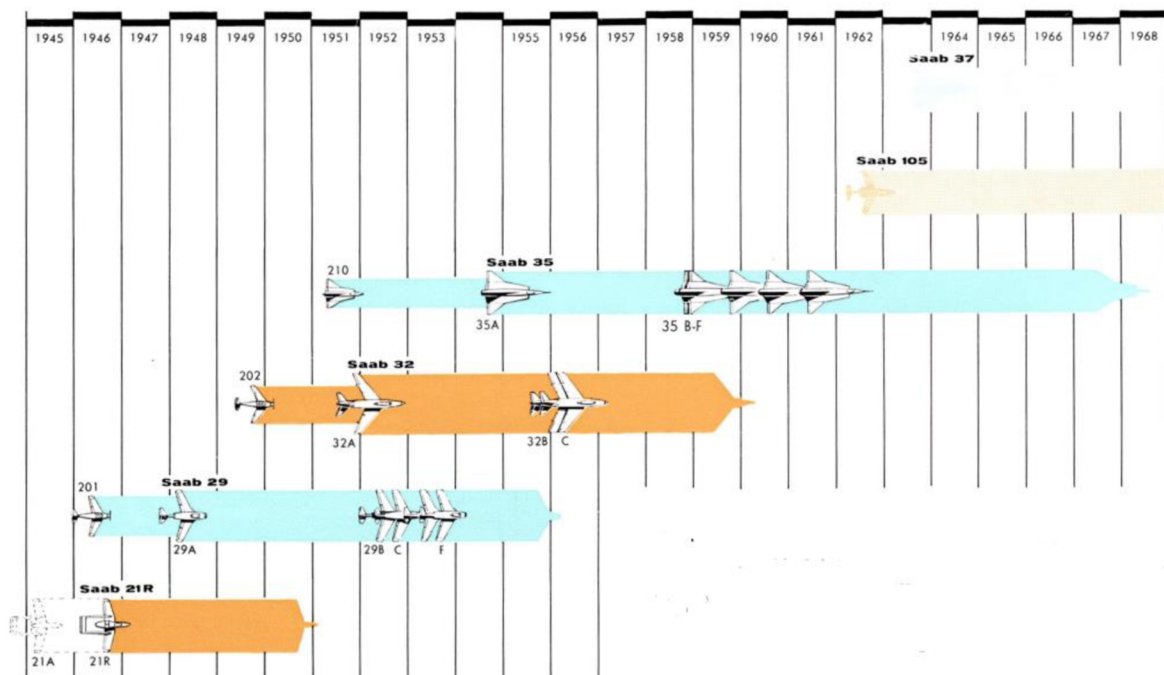 1945 1946 1947 1948 1949 1950 1951 1952 1953 1955 1956 1957 1958 1959 1960 1961 1962 1964 1965 1966 1967 1968
Saab 37
Saab 105
210 Saab 35
35A 35 B-F
202 Saab 32
32A 32B C
201 Saab 29
29A 29B C F
Saab 21R
21A 21R